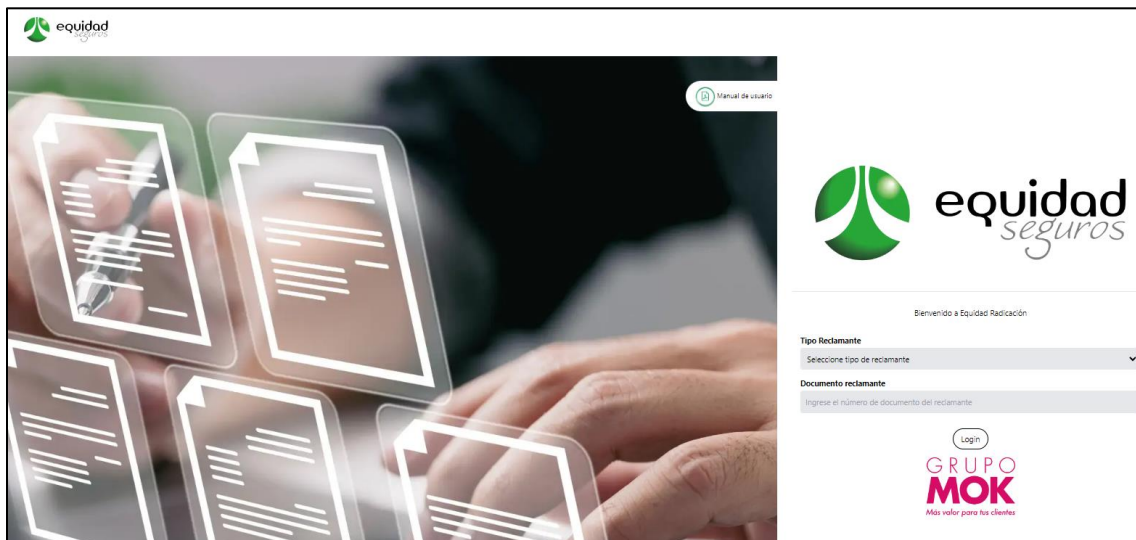 equidad
seguros
Manual de usuario
equidad
seguros
Bienvenido a Equidad Radicación
Tipo Reclamante
Seleccione tipo de reclamante
Documento reclamante
Ingrese el número de documento del reclamante
Login
GRUPO
MOK
Más valor para tus clientes